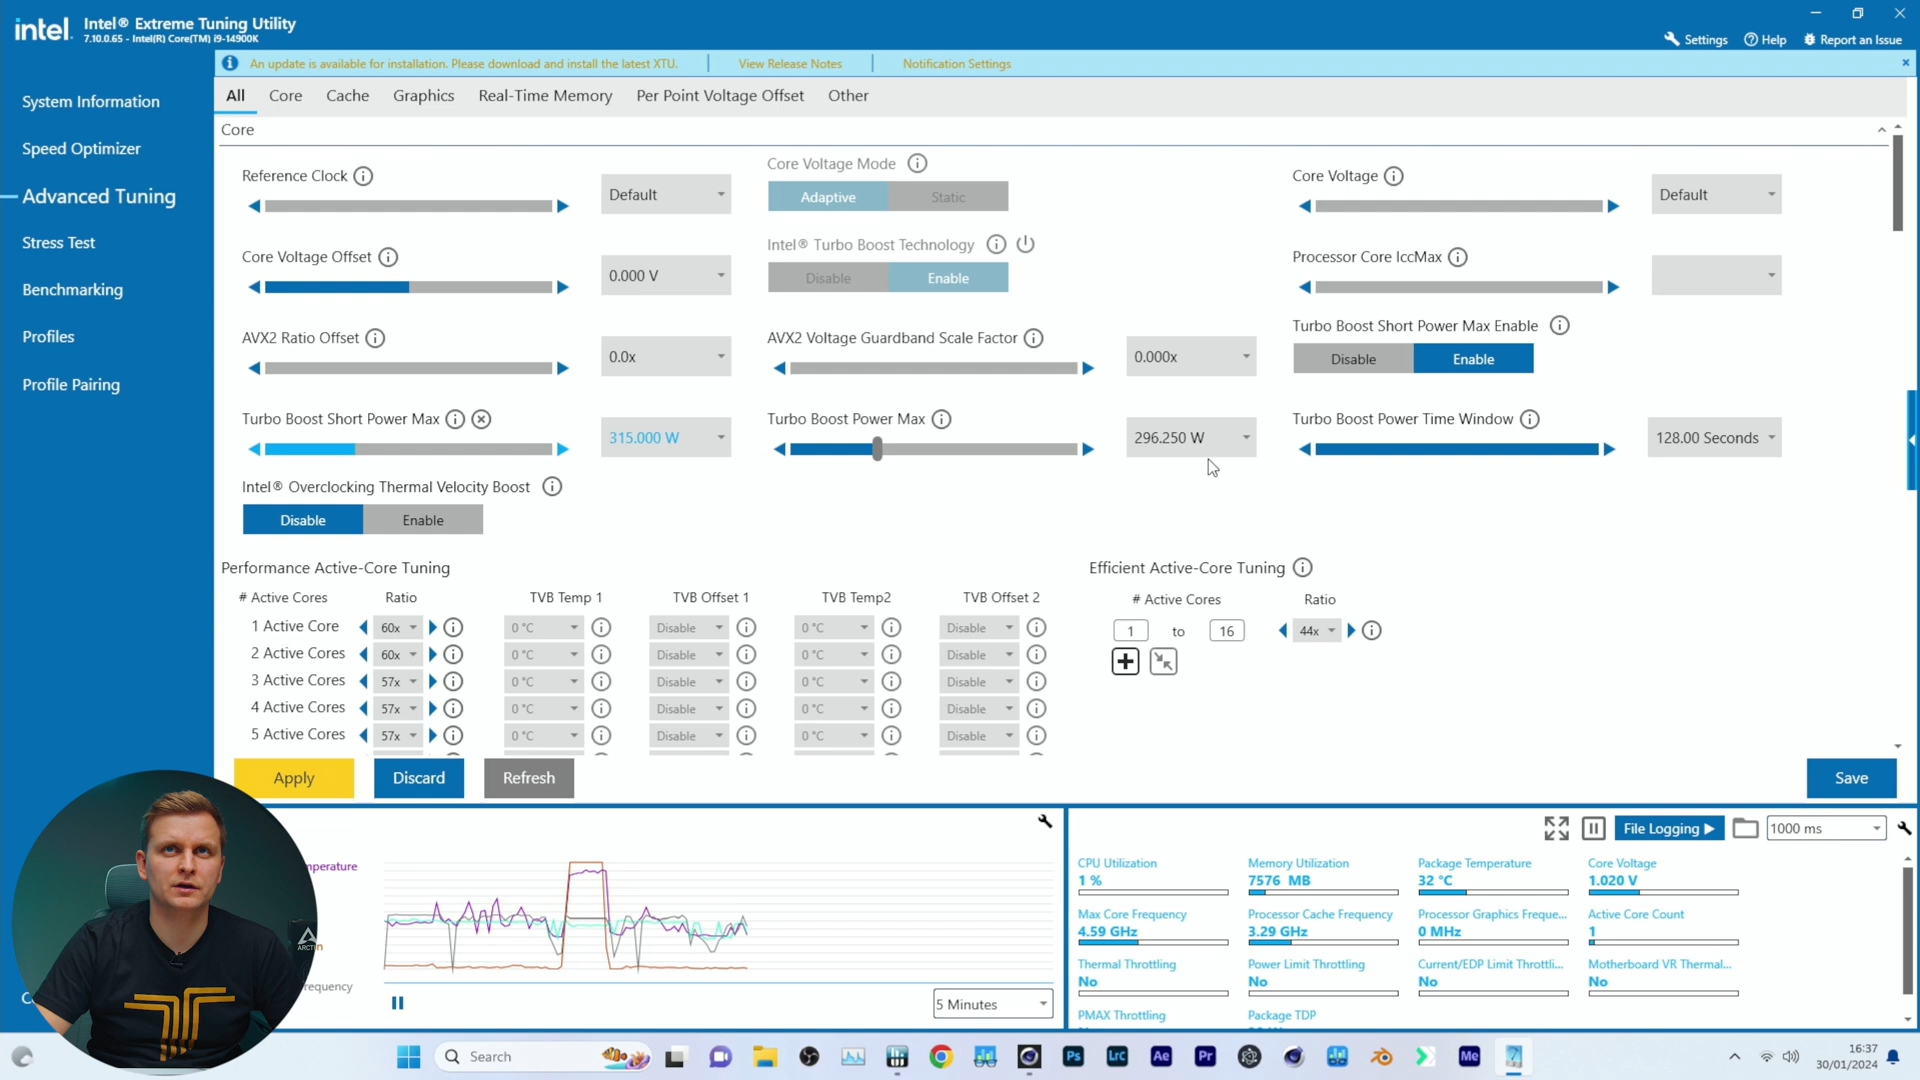 intel.
Intel® Extreme Tuning Utility
7.10.0.65 - Intel(R) Core(TM) i9-14900K
Settings
Help
Report an Issue
An update is available for installation. Please download and install the latest XTU.
View Release Notes
Notification Settings
System Information
Speed Optimizer
Advanced Tuning
Stress Test
Benchmarking
Profiles
Profile Pairing
All Core Cache Graphics Real-Time Memory Per Point Voltage Offset Other
Core
Reference Clock
Default
Core Voltage Mode
Adaptive Static
Core Voltage
Default
Core Voltage Offset
0.000 V
Intel® Turbo Boost Technology
Disable Enable
Processor Core IccMax
AVX2 Ratio Offset
0.0x
AVX2 Voltage Guardband Scale Factor
0.000x
Turbo Boost Short Power Max Enable
Disable Enable
Turbo Boost Short Power Max
315.000 W
Turbo Boost Power Max
296.250 W
Turbo Boost Power Time Window
128.00 Seconds
Intel® Overclocking Thermal Velocity Boost
Disable Enable
Performance Active-Core Tuning
# Active Cores Ratio TVB Temp 1 TVB Offset 1 TVB Temp2 TVB Offset 2
1 Active Core 60x 0 °C Disable 0 °C Disable
2 Active Cores 60x 0 °C Disable 0 °C Disable
3 Active Cores 57x 0 °C Disable 0 °C Disable
4 Active Cores 57x 0 °C Disable 0 °C Disable
5 Active Cores 57x 0 °C Disable 0 °C Disable
Efficient Active-Core Tuning
# Active Cores Ratio
1 to 16 44x
Apply
Discard
Refresh
Save
mperature
requency
5 Minutes
File Logging
1000 ms
CPU Utilization
1 %
Memory Utilization
7576 MB
Package Temperature
32 °C
Core Voltage
1.020 V
Max Core Frequency
4.59 GHz
Processor Cache Frequency
3.29 GHz
Processor Graphics Freque...
0 MHz
Active Core Count
1
Thermal Throttling
No
Power Limit Throttling
No
Current/EDP Limit Throttli...
No
Motherboard VR Thermal...
No
PMAX Throttling
Package TDP
Search
Ps
LrC
Ae
Pr
Me
16:37
30/01/2024